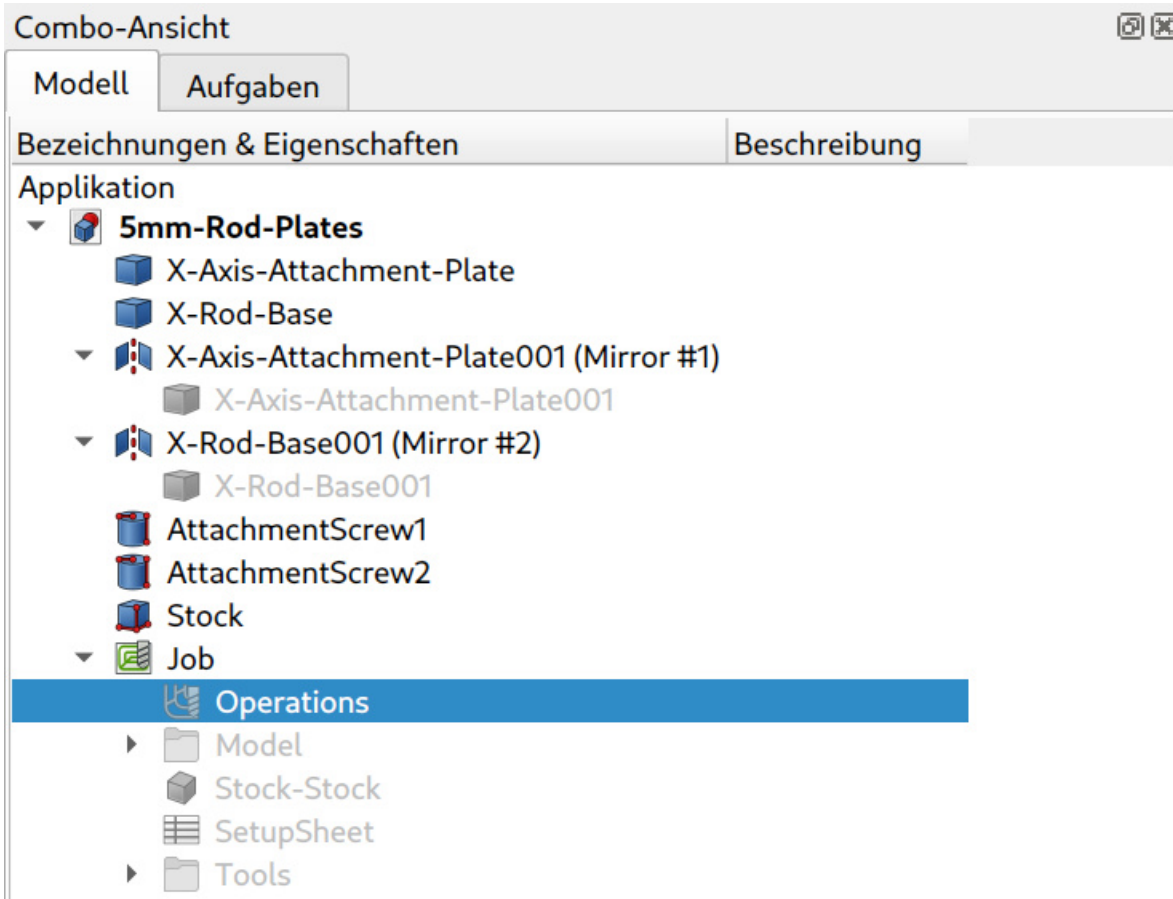 Combo-Ansicht
Modell Aufgaben
Bezeichnungen & Eigenschaften Beschreibung
Applikation
5mm-Rod-Plates
X-Axis-Attachment-Plate
X-Rod-Base
X-Axis-Attachment-Plate001 (Mirror #1)
X-Axis-Attachment-Plate001
X-Rod-Base001 (Mirror #2)
X-Rod-Base001
AttachmentScrew1
AttachmentScrew2
Stock
Job
Operations
Model
Stock-Stock
SetupSheet
Tools